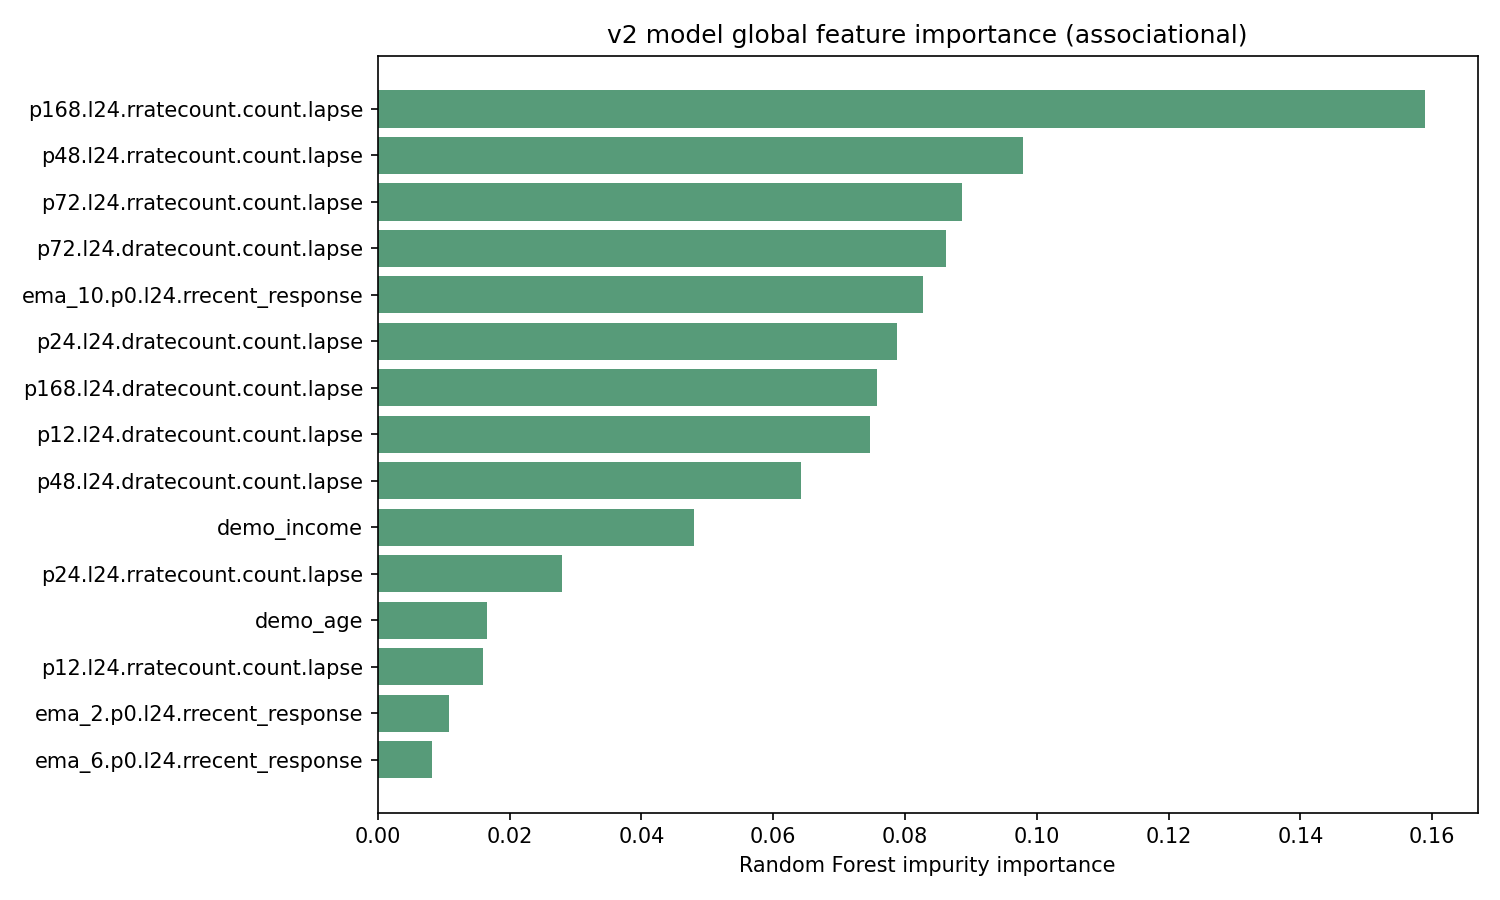 v2 model global feature importance (associational)
p168.l24.rratecount.count.lapse
p48.l24.rratecount.count.lapse
p72.l24.rratecount.count.lapse
p72.l24.dratecount.count.lapse
ema_10.p0.l24.rrecent_response
p24.l24.dratecount.count.lapse
p168.l24.dratecount.count.lapse
p12.l24.dratecount.count.lapse
p48.l24.dratecount.count.lapse
demo_income
p24.l24.rratecount.count.lapse
demo_age
p12.l24.rratecount.count.lapse
ema_2.p0.l24.rrecent_response
ema_6.p0.l24.rrecent_response
0.00 0.02 0.04 0.06 0.08 0.10 0.12 0.14 0.16
Random Forest impurity importance